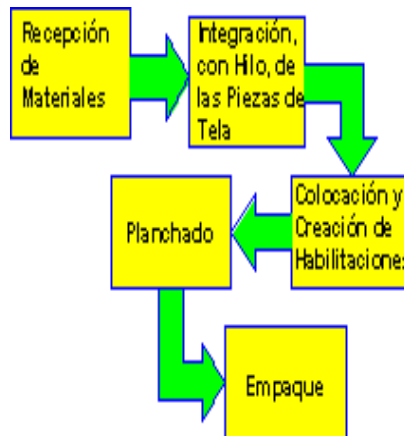 Recepción
de
Materiales
Integración,
con Hilo, de
las Piezas de
Tela
Colocación y
Creación de
Habilitaciones
Planchado
Empaque